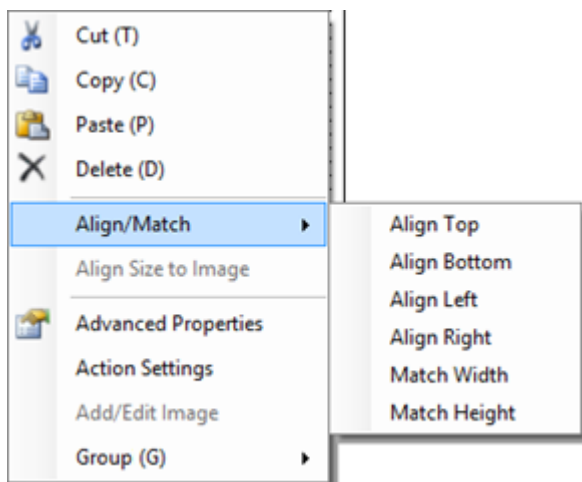 Cut (T)
Copy (C)
Paste (P)
Delete (D)
Align/Match
Align Size to Image
Advanced Properties
Action Settings
Add/Edit Image
Group (G)
Align Top
Align Bottom
Align Left
Align Right
Match Width
Match Height